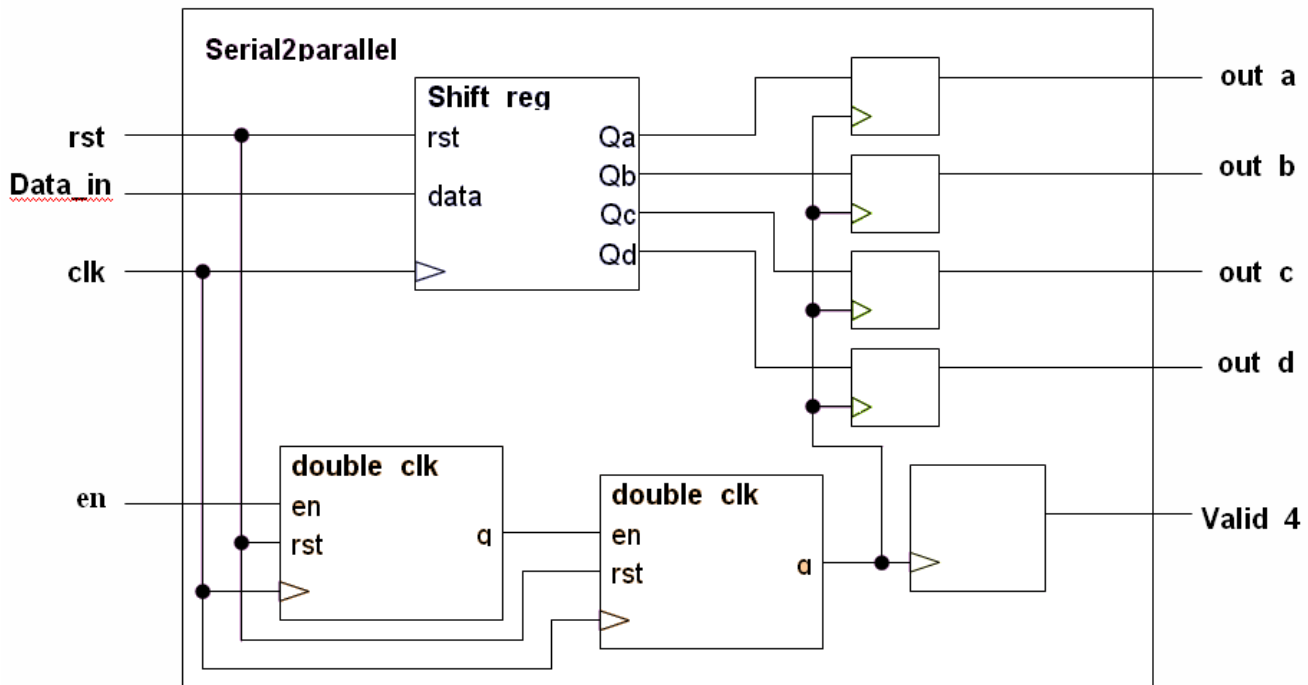 Serial2parallel
Shift reg
rst
data
Qa
Qb
Qc
Qd
rst
Data_in
clk
en
double clk
en
rst
q
double clk
en
rst
q
out a
out b
out c
out d
Valid 4